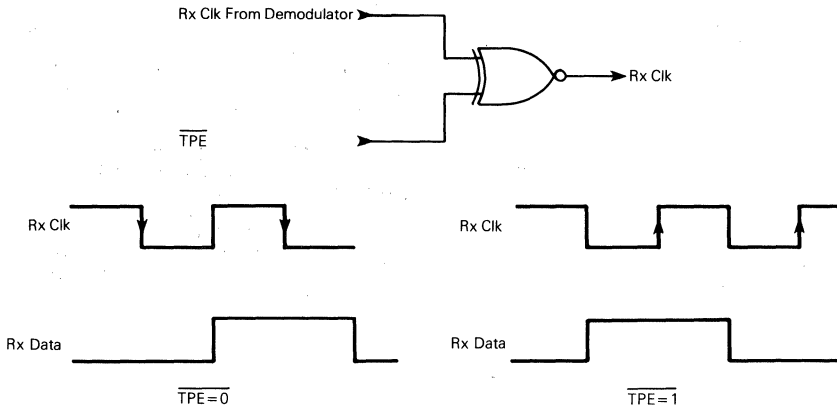 Rx Clk From Demodulator
Rx Clk
TPE
Rx Clk
Rx Clk
Rx Data
Rx Data
TPE=0
TPE=1